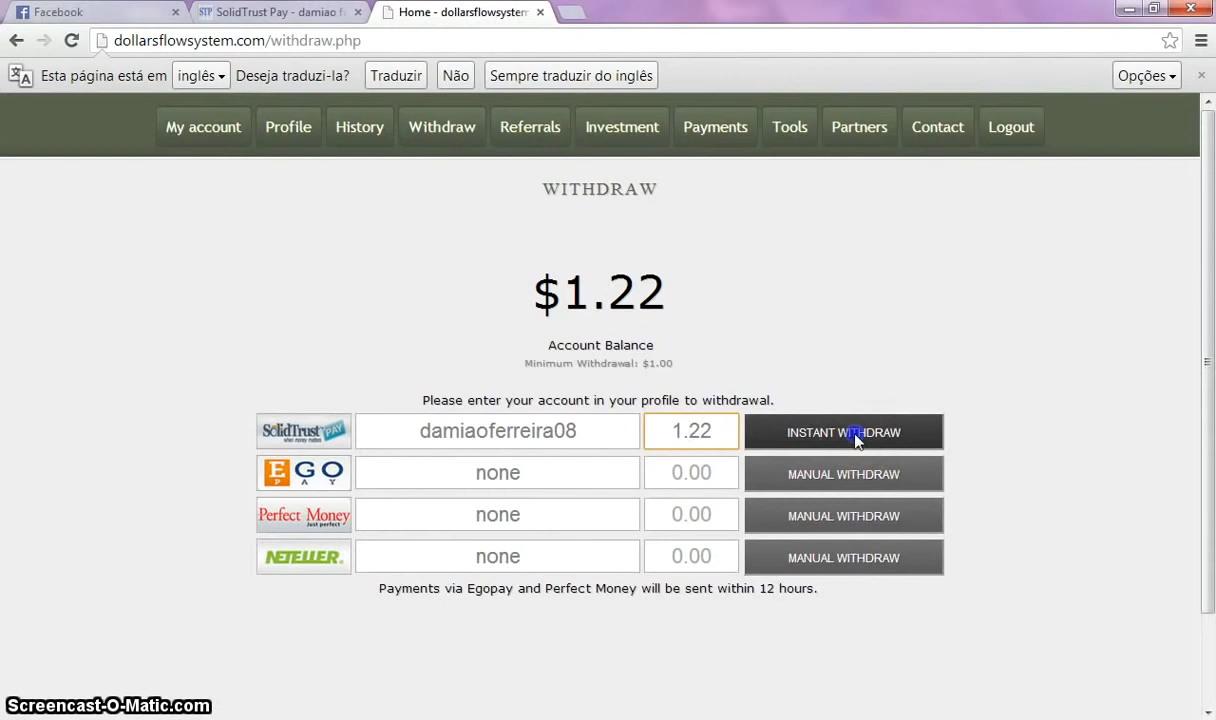 Facebook
STP SolidTrust Pay - damiao f
Home - dollarsflowsystem
dollarsflowsystem.com/withdraw.php
Esta página está em inglês Deseja traduzi-la? Traduzir Não Sempre traduzir do inglês Opções
My account Profile History Withdraw Referrals Investment Payments Tools Partners Contact Logout
WITHDRAW
$1.22
Account Balance
Minimum Withdrawal: $1.00
Please enter your account in your profile to withdrawal.
SolidTrust PAY damiaoferreira08 1.22 INSTANT WITHDRAW
EGO PAY none 0.00 MANUAL WITHDRAW
Perfect Money Just perfect none 0.00 MANUAL WITHDRAW
NETELLER. none 0.00 MANUAL WITHDRAW
Payments via Egopay and Perfect Money will be sent within 12 hours.
Screencast-O-Matic.com